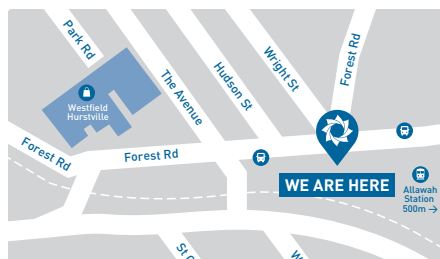 Park Rd
The Avenue
Hudson St
Wright St
Forest Rd
Westfield
Hurstville
Forest Rd
Forest Rd
WE ARE HERE
Allawah
Station
500m →
St G
W